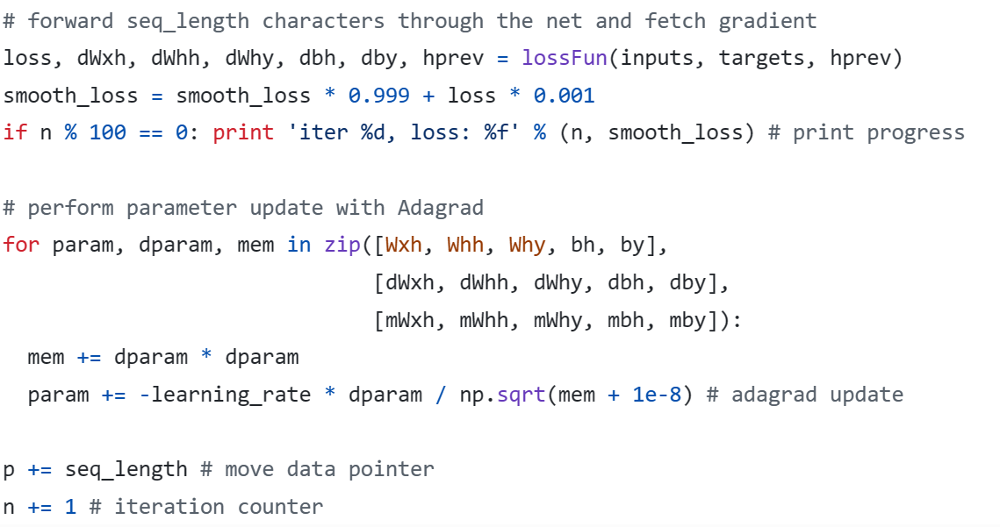 # forward seq_length characters through the net and fetch gradient
loss, dWxh, dWhh, dWhy, dbh, dby, hprev = lossFun(inputs, targets, hprev)
smooth_loss = smooth_loss * 0.999 + loss * 0.001
if n % 100 == 0: print 'iter %d, loss: %f' % (n, smooth_loss) # print progress

# perform parameter update with Adagrad
for param, dparam, mem in zip([Wxh, Whh, Why, bh, by],
                              [dWxh, dWhh, dWhy, dbh, dby],
                              [mWxh, mWhh, mWhy, mbh, mby]):
  mem += dparam * dparam
  param += -learning_rate * dparam / np.sqrt(mem + 1e-8) # adagrad update

p += seq_length # move data pointer
n += 1 # iteration counter